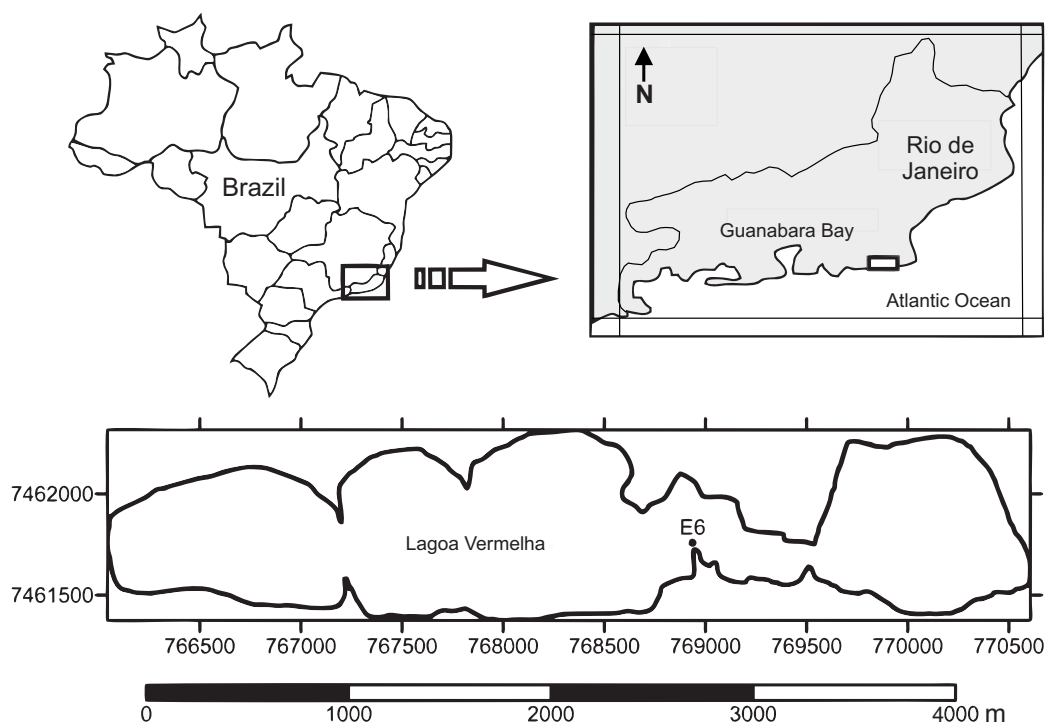 Brazil
N
Rio de
Janeiro
Guanabara Bay
Atlantic Ocean
7462000
E6
Lagoa Vermelha
7461500
766500 767000 767500 768000 768500 769000 769500 770000 770500
0 1000 2000 3000 4000 m